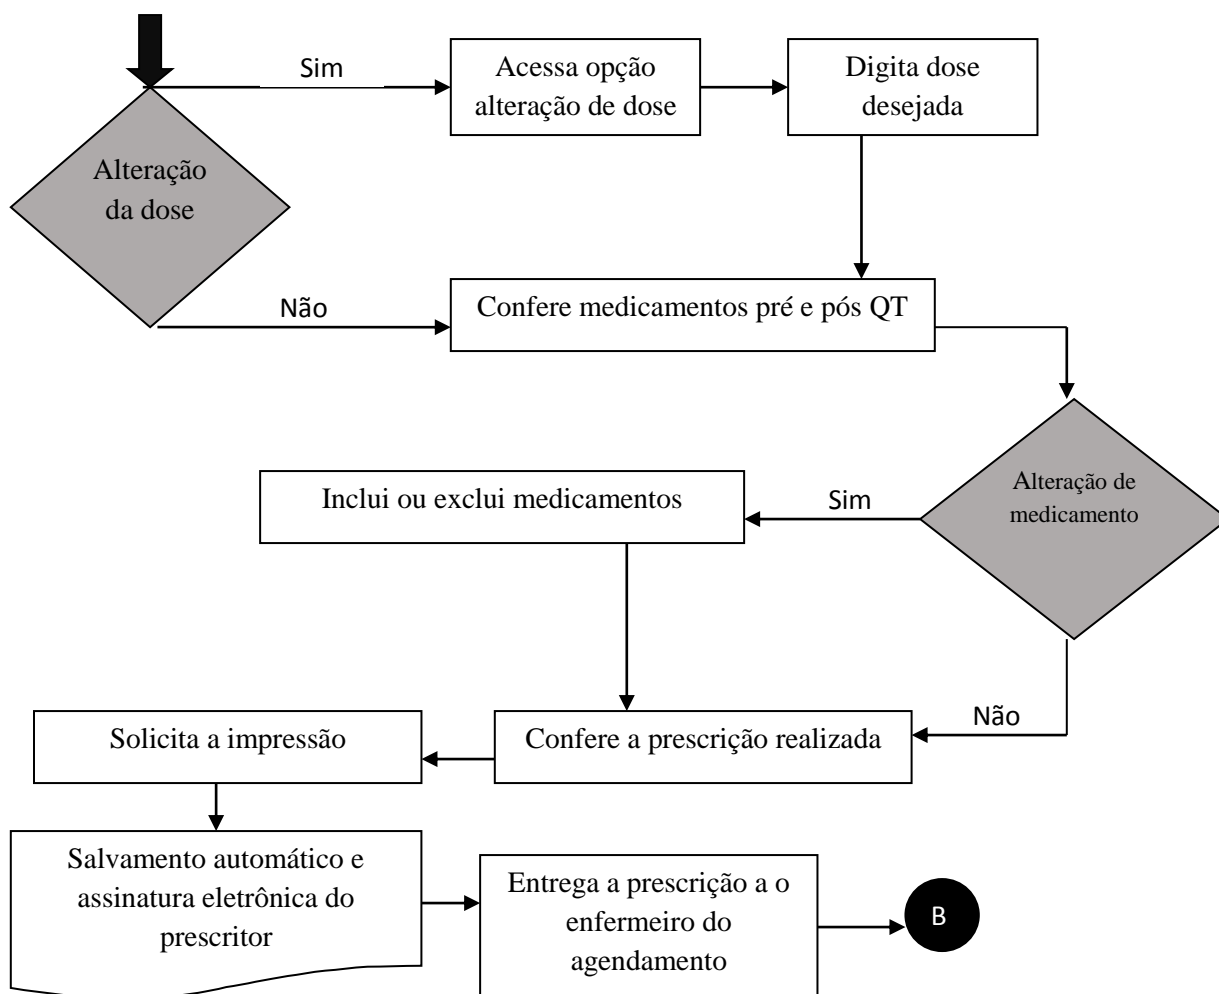 Sim
Acessa opção
alteração de dose
Digita dose
desejada
Alteração
da dose
Não
Confere medicamentos pré e pós QT
Alteração de
medicamento
Sim
Inclui ou exclui medicamentos
Não
Confere a prescrição realizada
Solicita a impressão
Salvamento automático e
assinatura eletrônica do
prescritor
Entrega a prescrição a o
enfermeiro do
agendamento
B